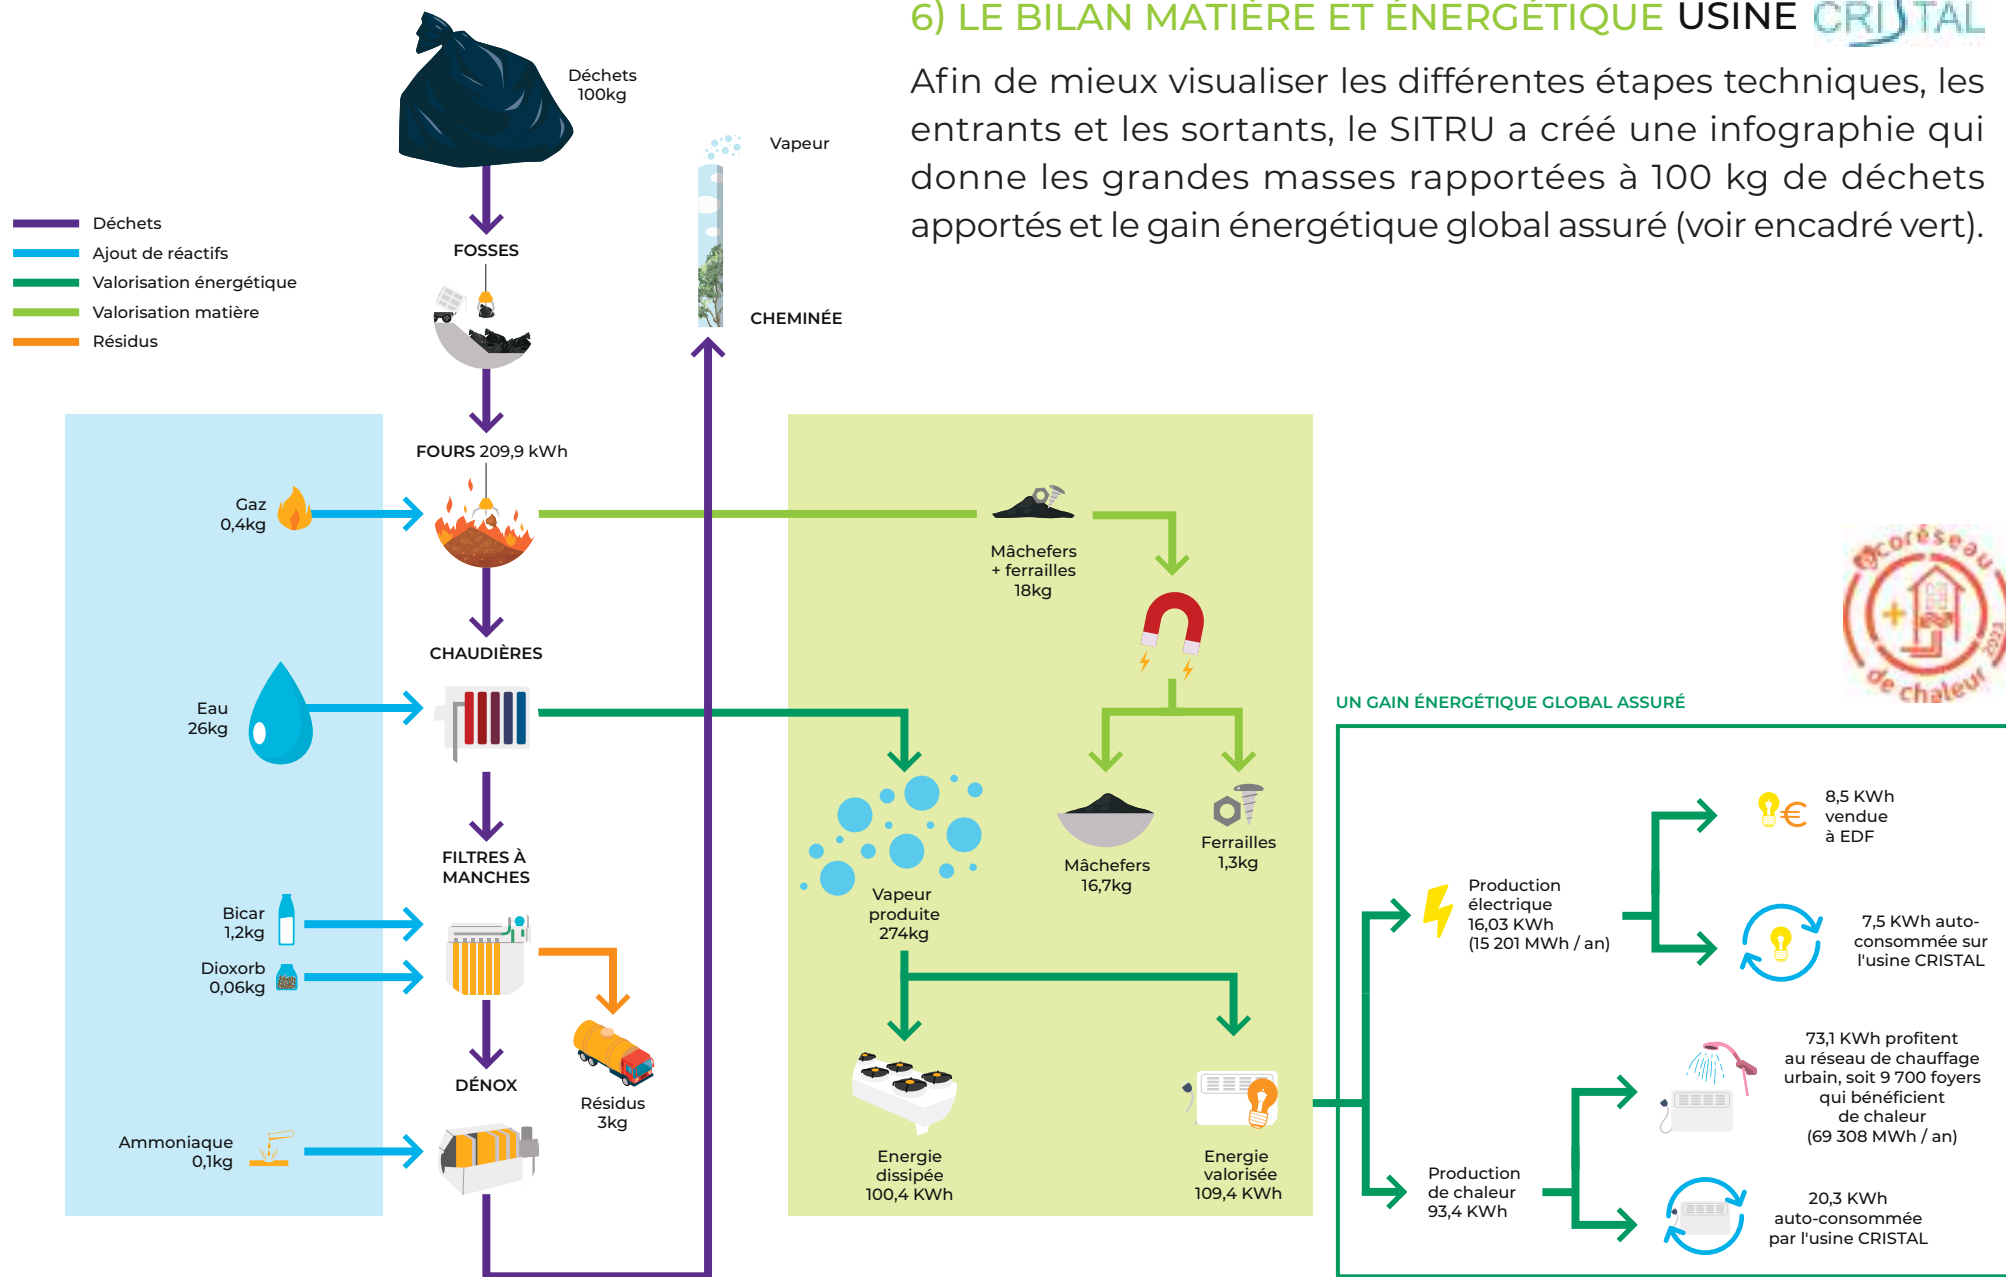 6) LE BILAN MATIÈRE ET ÉNERGÉTIQUE USINE CRISTAL
Afin de mieux visualiser les différentes étapes techniques, les
entrants et les sortants, le SITRU a créé une infographie qui
donne les grandes masses rapportées à 100 kg de déchets
apportés et le gain énergétique global assuré (voir encadré vert).
Déchets
100kg
Vapeur
Déchets
Ajout de réactifs
Valorisation énergétique
Valorisation matière
Résidus
FOSSES
CHEMINÉE
FOURS 209,9 kWh
Gaz
0,4kg
Mâchefers
+ ferrailles
18kg
CHAUDIÈRES
Eau
26kg
Mâchefers
16,7kg
Ferrailles
1,3kg
Vapeur
produite
274kg
FILTRES À
MANCHES
Bicar
1,2kg
Dioxorb
0,06kg
Résidus
3kg
DÉNOX
Ammoniaque
0,1kg
Energie
dissipée
100,4 KWh
Energie
valorisée
109,4 KWh
écoréseau
de chaleur
2021
UN GAIN ÉNERGÉTIQUE GLOBAL ASSURÉ
Production
électrique
16,03 KWh
(15 201 MWh / an)
8,5 KWh
vendue
à EDF
7,5 KWh auto-
consommée sur
l'usine CRISTAL
Production
de chaleur
93,4 KWh
73,1 KWh profitent
au réseau de chauffage
urbain, soit 9 700 foyers
qui bénéficient
de chaleur
(69 308 MWh / an)
20,3 KWh
auto-consommée
par l'usine CRISTAL